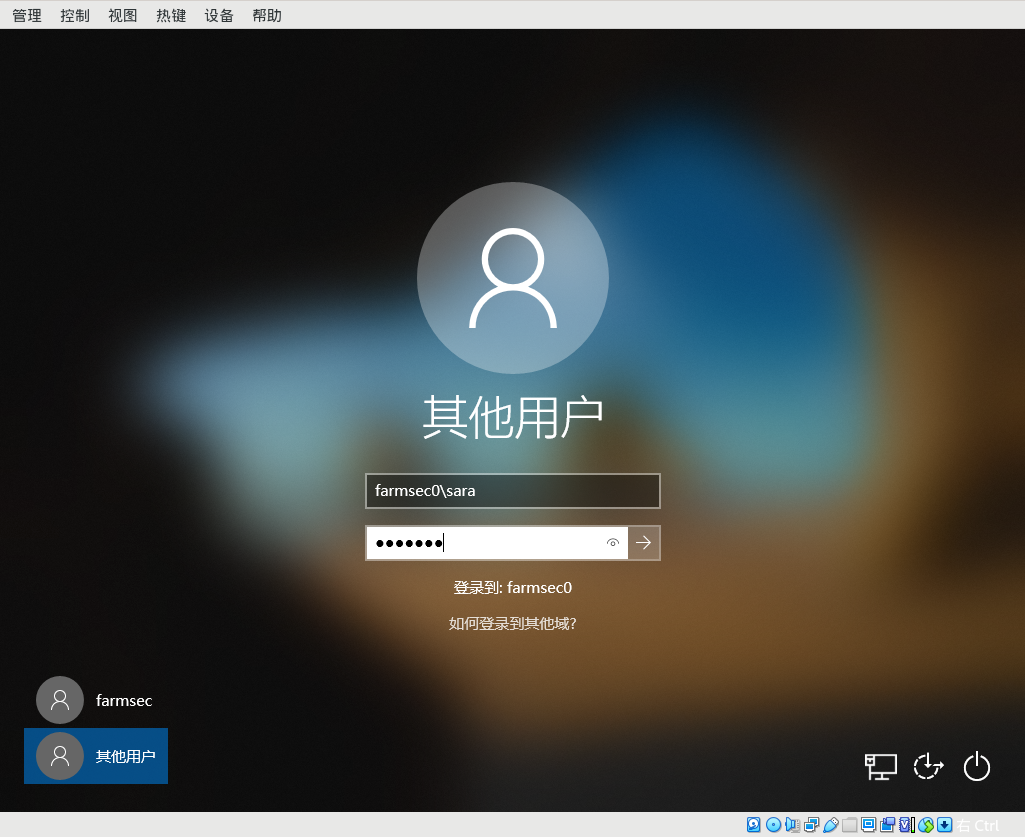 管理 控制 视图 热键 设备 帮助
其他用户
farmsec0\sara
登录到: farmsec0
如何登录到其他域?
farmsec
其他用户
右 Ctrl